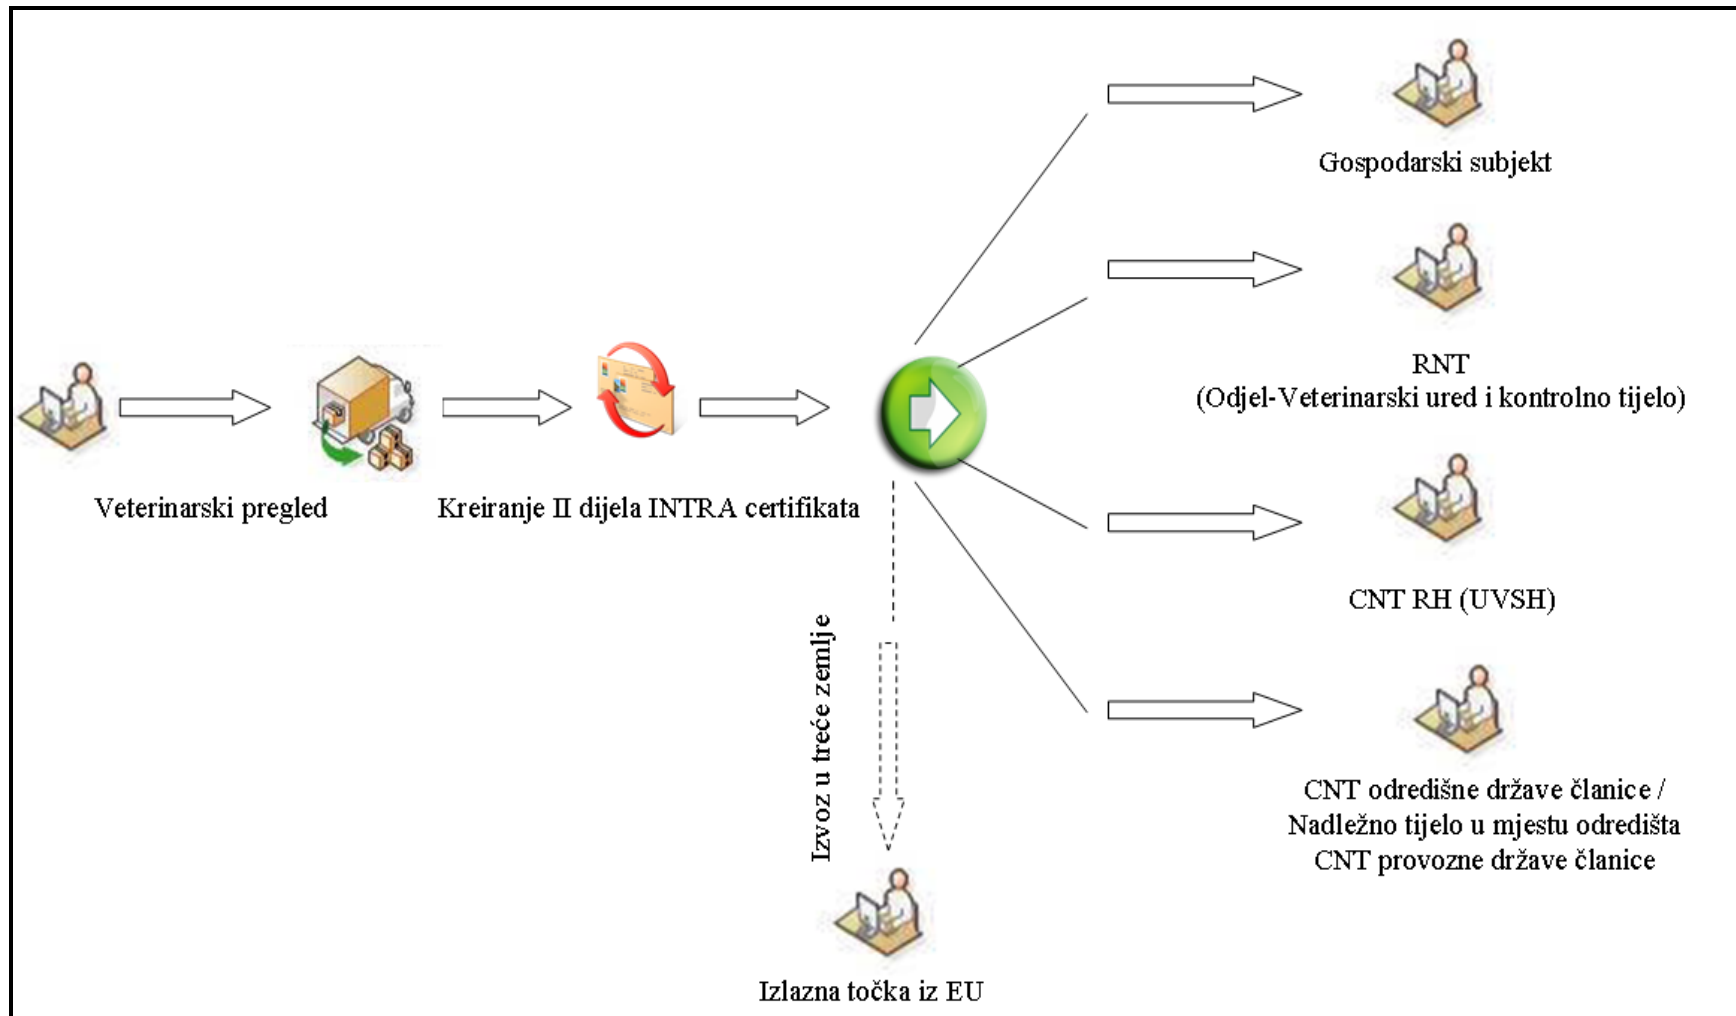 Gospodarski subjekt
RNT
(Odjel-Veterinarski ured i kontrolno tijelo)
Veterinarski pregled
Kreiranje II dijela INTRA certifikata
CNT RH (UVSH)
Izvoz u treće zemlje
CNT odredišne države članice /
Nadležno tijelo u mjestu odredišta
CNT provozne države članice
Izlazna točka iz EU